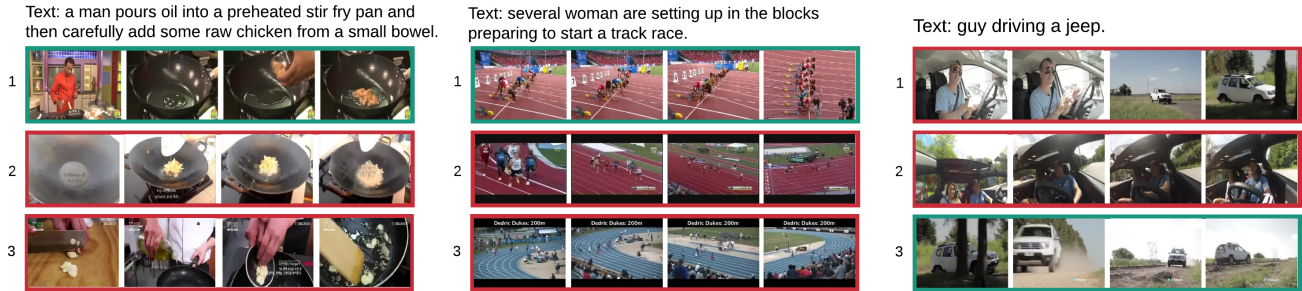 Text: a man pours oil into a preheated stir fry pan and
then carefully add some raw chicken from a small bowel.
1
2
3
Text: several woman are setting up in the blocks
preparing to start a track race.
1
2
3
Dedric Dukes: 200m Dedric Dukes: 200m Dedric Dukes: 200m Dedric Dukes: 200m
Text: guy driving a jeep.
1
2
3